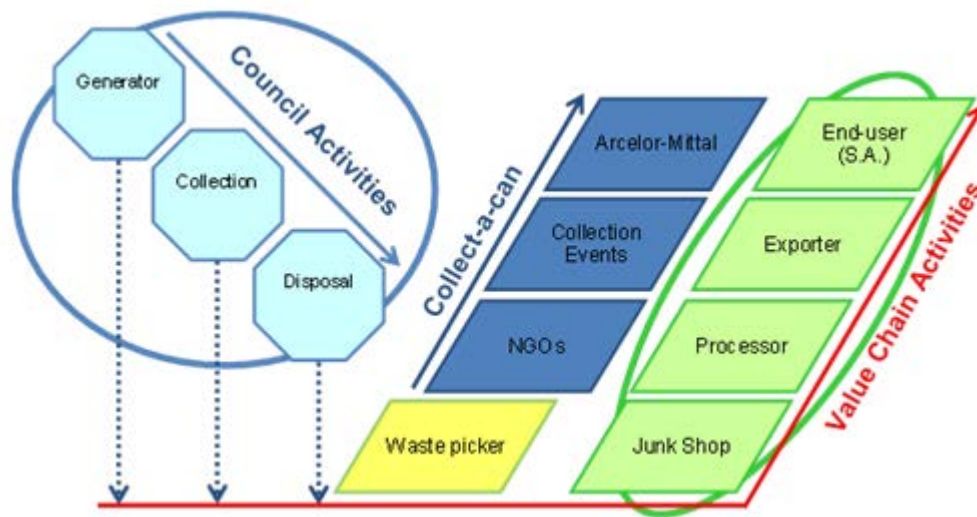 Generator
Council Activities
Collection
Disposal
Collect-a-can
Arcelor-Mittal
Collection
Events
NGOs
Waste picker
End-user
(S.A.)
Exporter
Processor
Junk Shop
Value Chain Activities